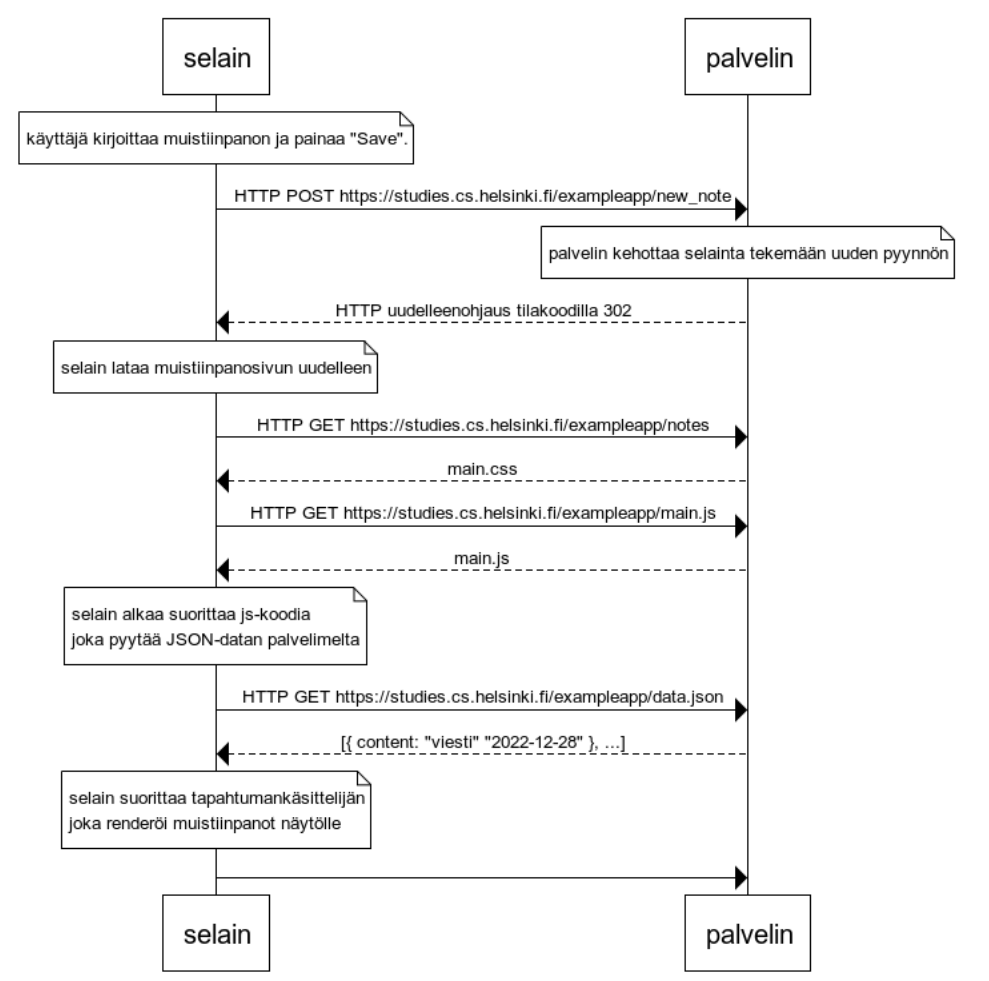 selain
palvelin
käyttäjä kirjoittaa muistiinpanon ja painaa "Save".
HTTP POST https://studies.cs.helsinki.fi/exampleapp/new_note
palvelin kehottaa selainta tekemään uuden pyynnön
HTTP uudelleenohjaus tilakoodilla 302
selain lataa muistiinpanosivun uudelleen
HTTP GET https://studies.cs.helsinki.fi/exampleapp/notes
main.css
HTTP GET https://studies.cs.helsinki.fi/exampleapp/main.js
main.js
selain alkaa suorittaa js-koodia
joka pyytää JSON-datan palvelimelta
HTTP GET https://studies.cs.helsinki.fi/exampleapp/data.json
[{ content: "viesti" "2022-12-28" }, ...]
selain suorittaa tapahtumankäsittelijän
joka renderöi muistiinpanot näytölle
selain
palvelin